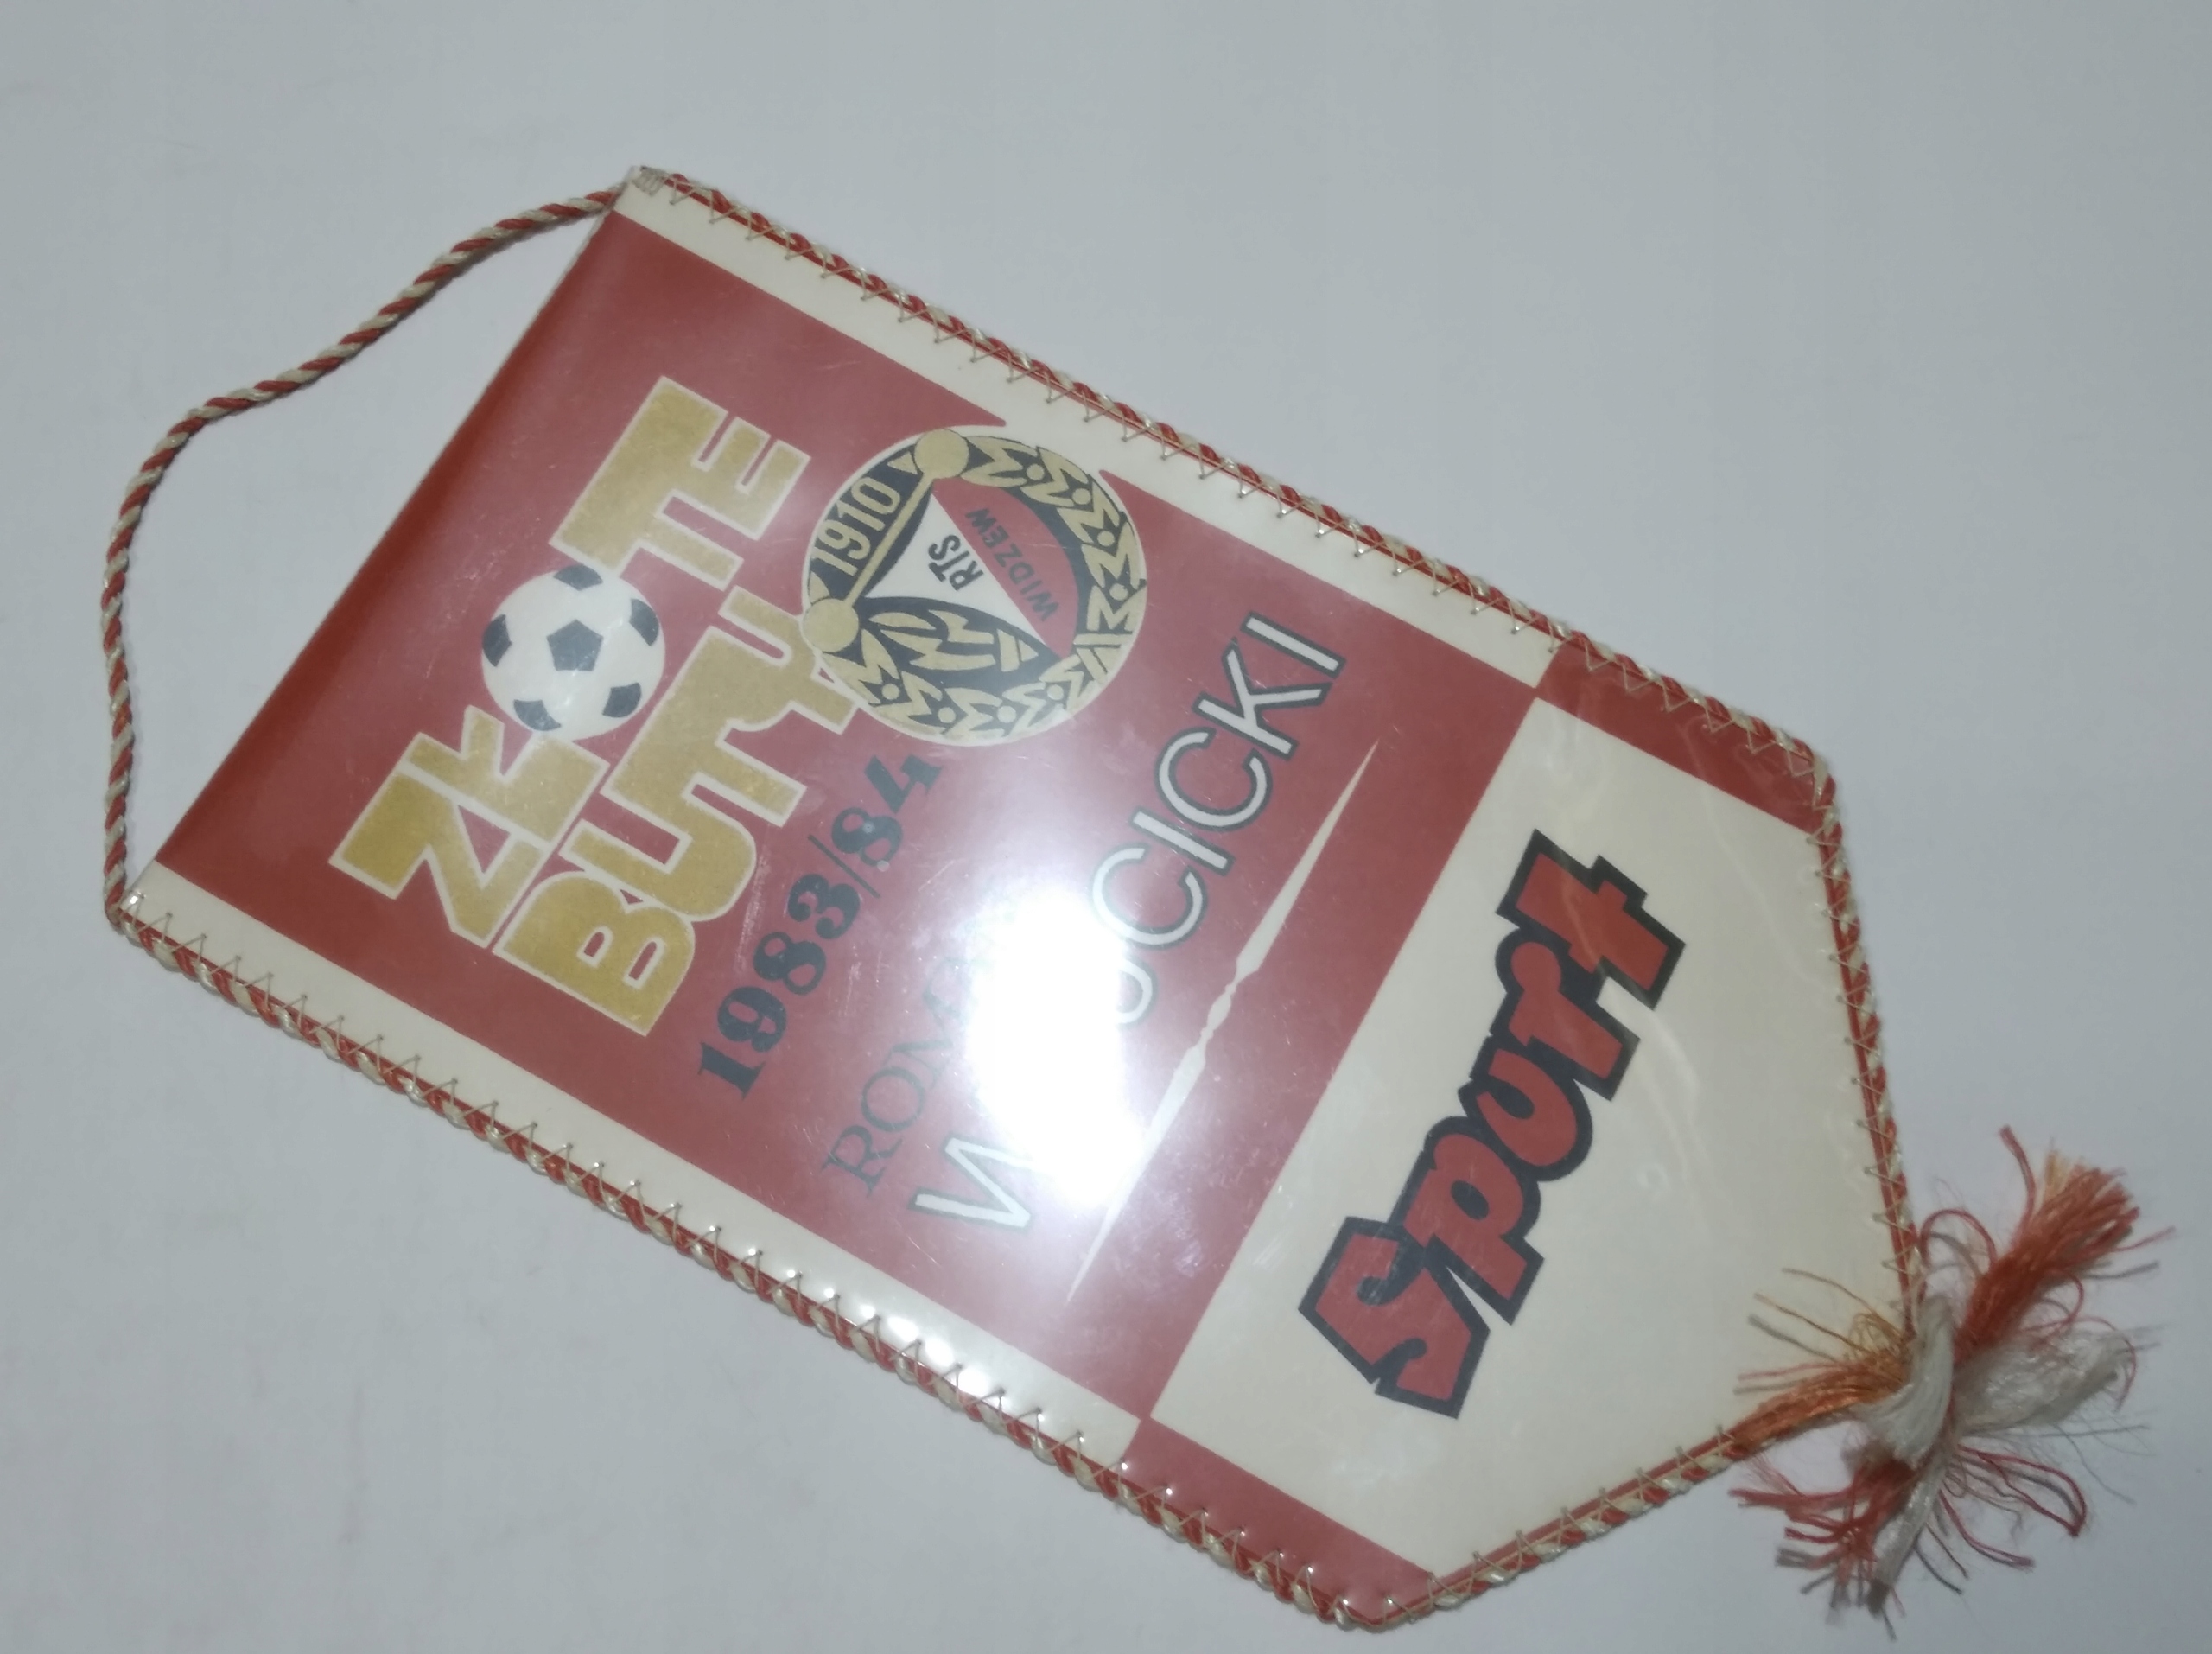 ZŁOTE
BUTY
1983/84
1910
RTS
WIDZEW
Sport